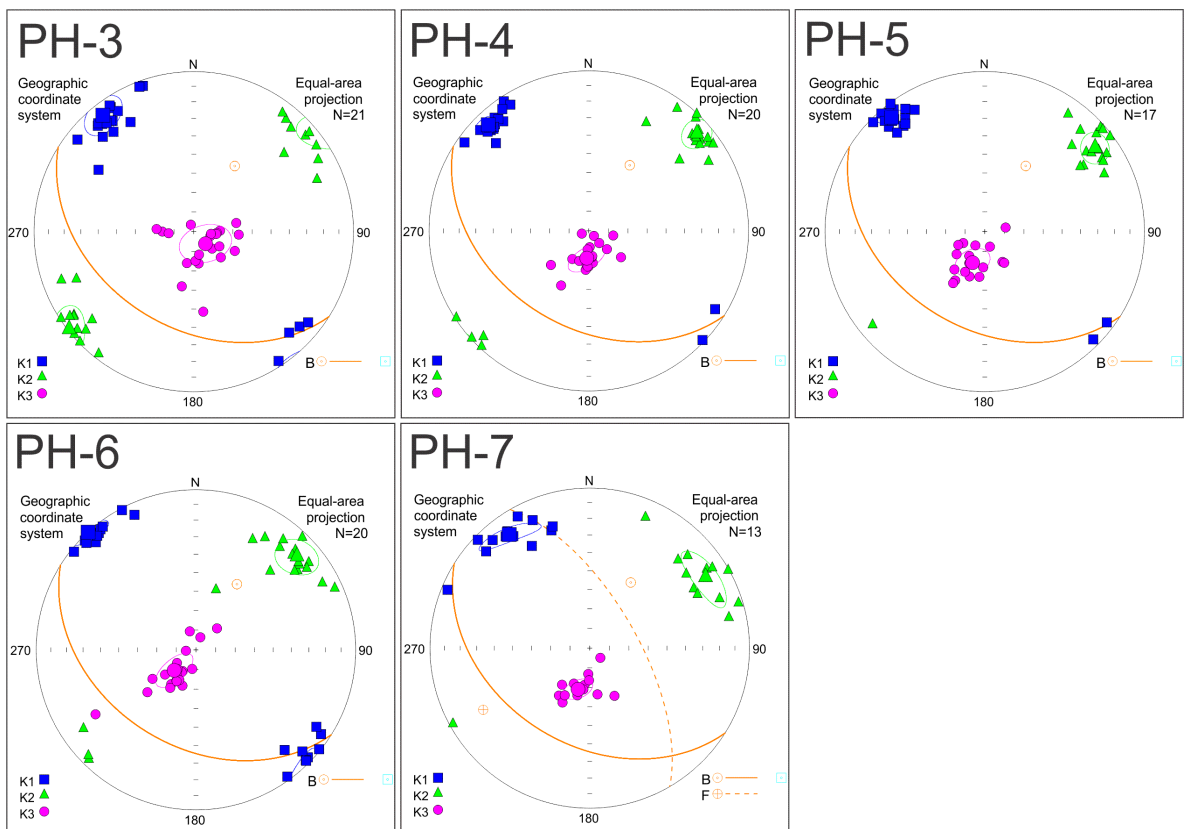 PH-3
N
Geographic
coordinate
system
Equal-area
projection
N=21
270
90
K1
K2
K3
B
180
PH-4
N
Geographic
coordinate
system
Equal-area
projection
N=20
270
90
K1
K2
K3
B
180
PH-5
N
Geographic
coordinate
system
Equal-area
projection
N=17
270
90
K1
K2
K3
B
180
PH-6
N
Geographic
coordinate
system
Equal-area
projection
N=20
270
90
K1
K2
K3
B
180
PH-7
N
Geographic
coordinate
system
Equal-area
projection
N=13
270
90
K1
K2
K3
B
F
180